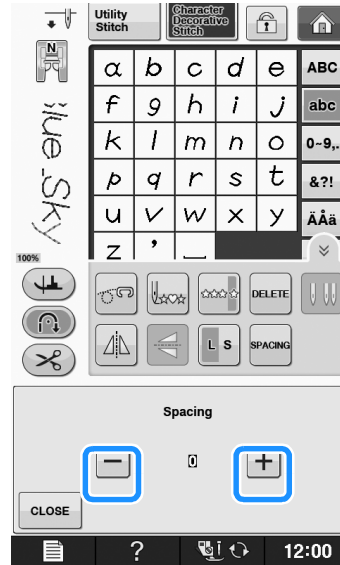 Utility Stitch
Character Decorative Stitch
N
a b c d e ABC
f g h i j abc
k l m n o 0~9,.
p q r s t &?!
u v w x y ÄÅä
z ' _
Blue Sky
100%
DELETE
L S SPACING
Spacing
− 0 +
CLOSE
? 12:00